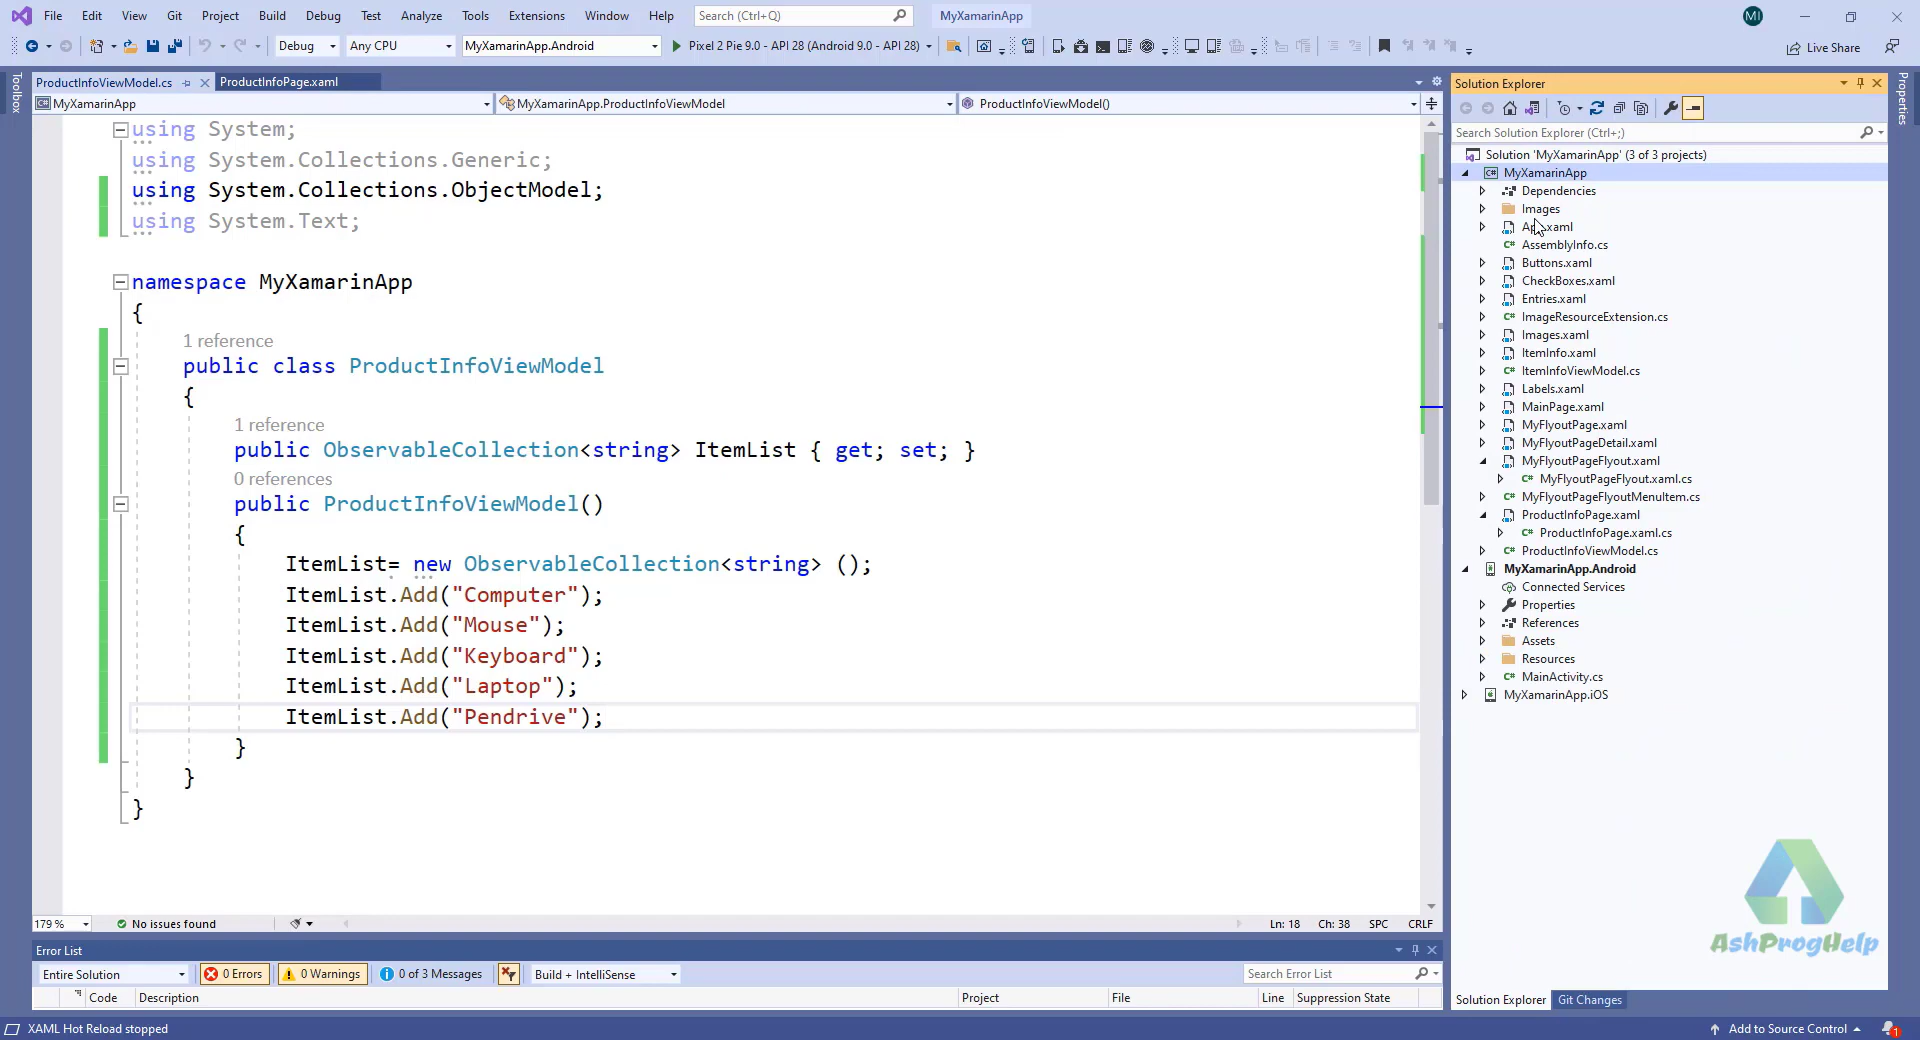 File Edit View Git Project Build Debug Test Analyze Tools Extensions Window Help Search (Ctrl+Q) MyXamarinApp MI
Debug Any CPU MyXamarinApp.Android Pixel 2 Pie 9.0 - API 28 (Android 9.0 - API 28) Live Share
Toolbox
ProductInfoViewModel.cs ProductInfoPage.xaml
MyXamarinApp MyXamarinApp.ProductInfoViewModel ProductInfoViewModel()
using System;
using System.Collections.Generic;
using System.Collections.ObjectModel;
using System.Text;
namespace MyXamarinApp
{
1 reference
public class ProductInfoViewModel
{
1 reference
public ObservableCollection<string> ItemList { get; set; }
0 references
public ProductInfoViewModel()
{
ItemList= new ObservableCollection<string> ();
ItemList.Add("Computer");
ItemList.Add("Mouse");
ItemList.Add("Keyboard");
ItemList.Add("Laptop");
ItemList.Add("Pendrive");
}
}
}
179 % No issues found Ln: 18 Ch: 38 SPC CRLF
Error List
Entire Solution 0 Errors 0 Warnings 0 of 3 Messages Build + IntelliSense Search Error List
Code Description Project File Line Suppression State
Solution Explorer
Search Solution Explorer (Ctrl+;)
Solution 'MyXamarinApp' (3 of 3 projects)
C# MyXamarinApp
Dependencies
Images
App.xaml
C# AssemblyInfo.cs
Buttons.xaml
CheckBoxes.xaml
Entries.xaml
C# ImageResourceExtension.cs
Images.xaml
ItemInfo.xaml
C# ItemInfoViewModel.cs
Labels.xaml
MainPage.xaml
MyFlyoutPage.xaml
MyFlyoutPageDetail.xaml
MyFlyoutPageFlyout.xaml
C# MyFlyoutPageFlyout.xaml.cs
C# MyFlyoutPageFlyoutMenuItem.cs
ProductInfoPage.xaml
C# ProductInfoPage.xaml.cs
C# ProductInfoViewModel.cs
MyXamarinApp.Android
Connected Services
Properties
References
Assets
Resources
C# MainActivity.cs
MyXamarinApp.iOS
AshProgHelp
Solution Explorer Git Changes
Properties
XAML Hot Reload stopped Add to Source Control 1